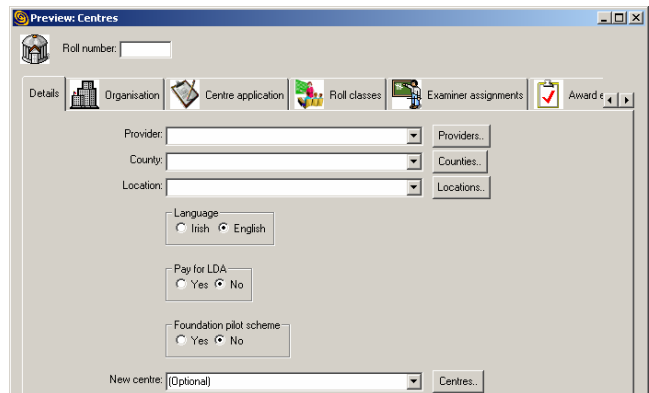 Preview: Centres
Roll number:
Details Organisation Centre application Roll classes Examiner assignments Award e
Provider: Providers..
County: Counties..
Location: Locations..
Language
Irish English
Pay for LDA
Yes No
Foundation pilot scheme
Yes No
New centre: (Optional) Centres..